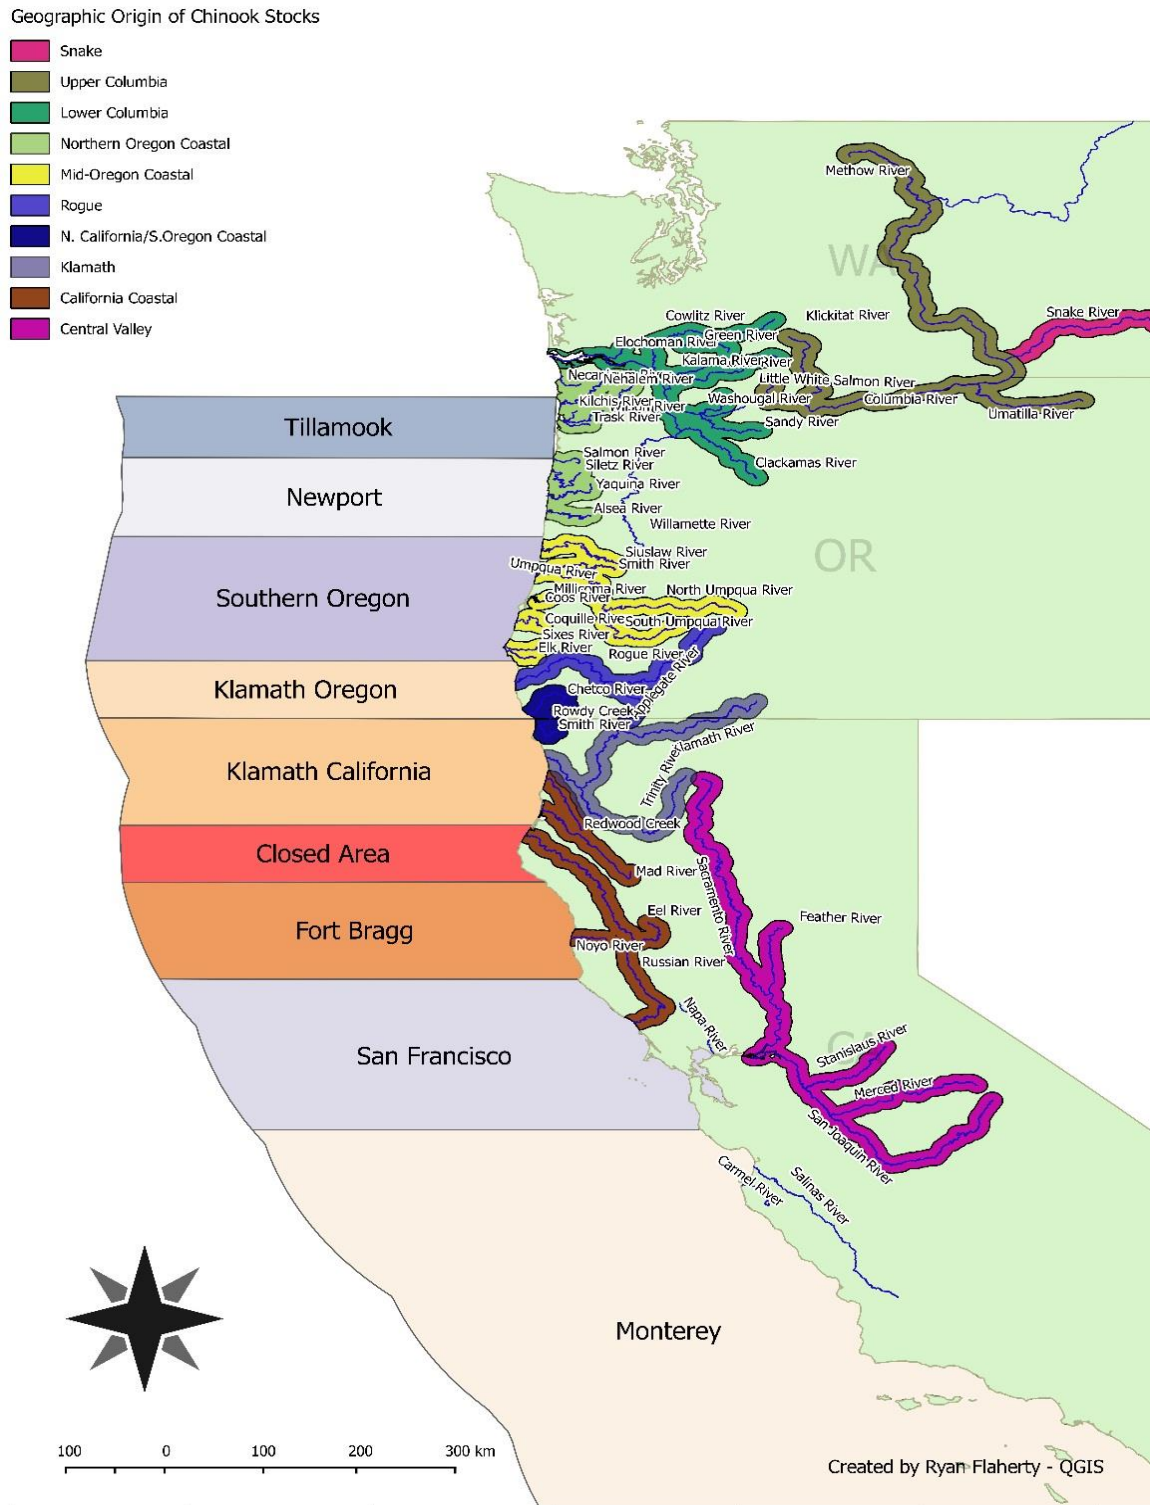 Geographic Origin of Chinook Stocks
Snake
Upper Columbia
Lower Columbia
Northern Oregon Coastal
Mid-Oregon Coastal
Rogue
N. California/S.Oregon Coastal
Klamath
California Coastal
Central Valley
Methow River
WA
Snake River
Cowlitz River
Klickitat River
Green River
Elochoman River
Kalama River
River
Nehalem River
Little White Salmon River
Kilchis River
River
Washougal River
Columbia River
Umatilla River
Trask River
Sandy River
Tillamook
Salmon River
Siletz River
Clackamas River
Yaquina River
Newport
Alsea River
Willamette River
OR
Siuslaw River
Smith River
Umpqua River
Millicoma River
North Umpqua River
Coos River
Southern Oregon
Coquille River
South Umpqua River
Sixes River
Elk River
Rogue River
Applegate River
Klamath Oregon
Chetco River
Rowdy Creek
Smith River
Klamath River
Klamath California
Trinity River
Redwood Creek
Closed Area
Mad River
Sacramento River
Eel River
Feather River
Fort Bragg
Noyo River
Russian River
Napa River
CA
Stanislaus River
San Francisco
Merced River
San Joaquin River
Carmel River
Salinas River
Monterey
100 0 100 200 300 km
Created by Ryan Flaherty - QGIS